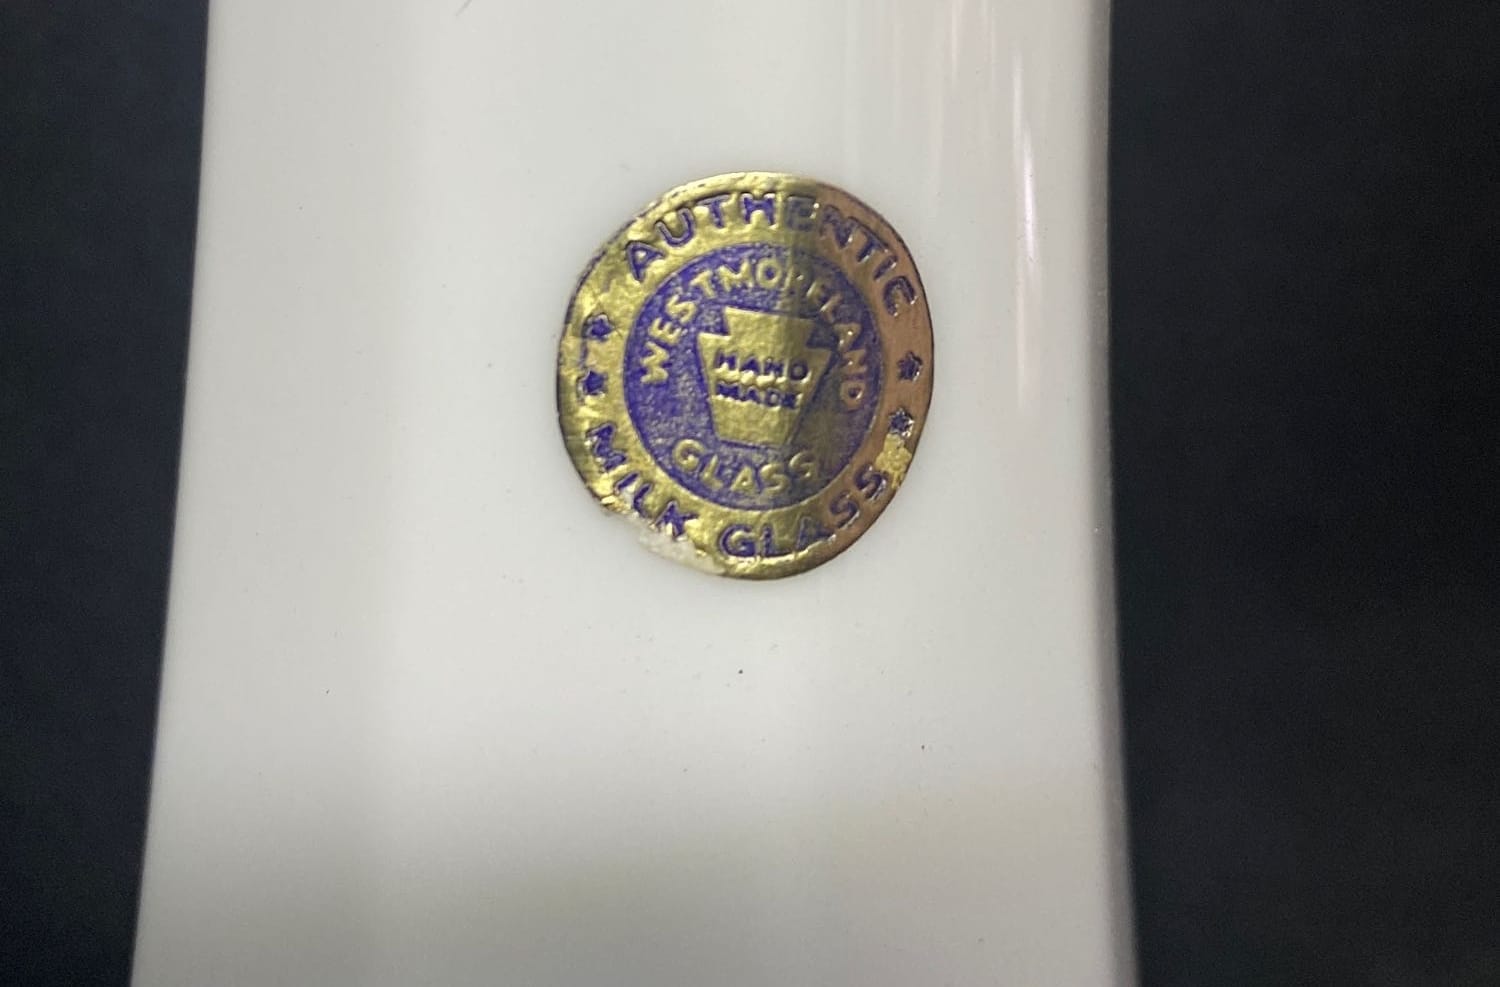 AUTHENTIC
WESTMORELAND
HAND
MADE
GLASS
MILK GLASS